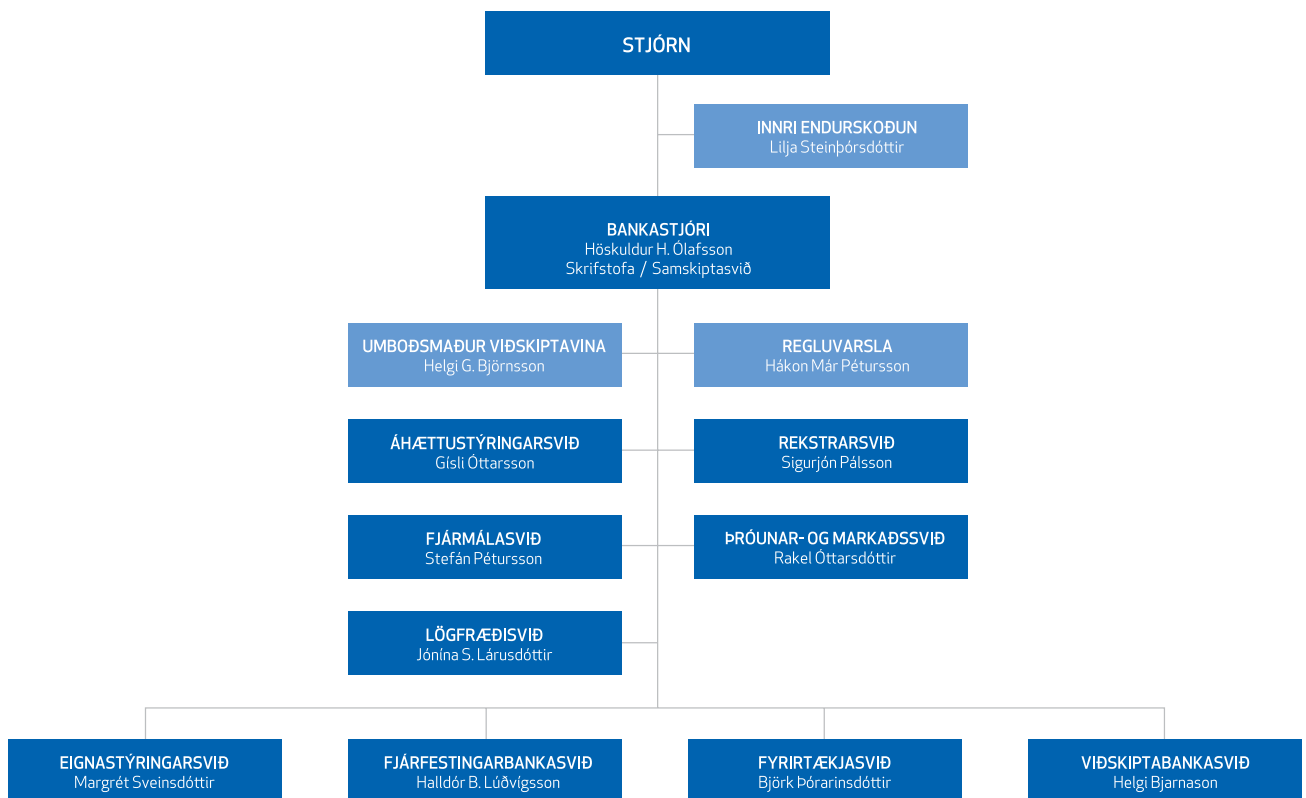 STJÓRN
INNRI ENDURSKOÐUN
Lilja Steinþórsdóttir
BANKASTJÓRI
Höskuldur H. Ólafsson
Skrifstofa / Samskiptasvið
UMBOÐSMAÐUR VIÐSKIPTAVINA
Helgi G. Björnsson
REGLUVARSLA
Hákon Már Pétursson
ÁHÆTTUSTÝRINGARSVIÐ
Gísli Óttarsson
REKSTRARSVIÐ
Sigurjón Pálsson
FJÁRMÁLASVIÐ
Stefán Pétursson
ÞRÓUNAR- OG MARKAÐSSVIÐ
Rakel Óttarsdóttir
LÖGFRÆÐISVIÐ
Jónína S. Lárusdóttir
EIGNASTÝRINGARSVIÐ
Margrét Sveinsdóttir
FJÁRFESTINGARBANKASVIÐ
Halldór B. Lúðvígsson
FYRIRTÆKJASVIÐ
Björk Þórarinsdóttir
VIÐSKIPTABANKASVIÐ
Helgi Bjarnason